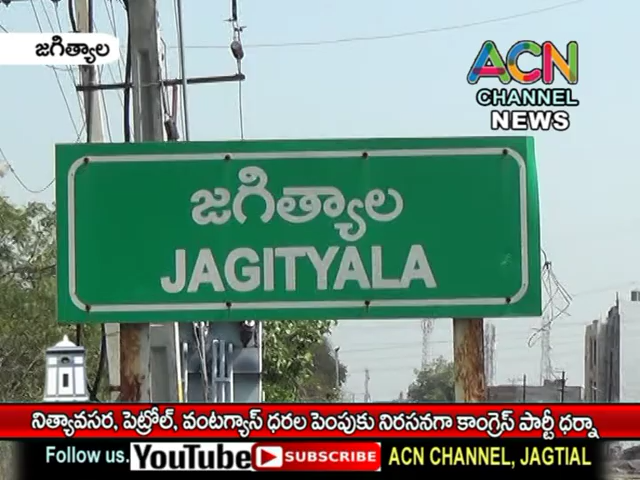 జగిత్యాల
ACN
CHANNEL
NEWS
జగిత్యాల
JAGITYALA
నిత్యావసర, పెట్రోల్, వంటగ్యాస్ ధరల పెంపుకు నిరసనగా కాంగ్రెస్ పార్టీ ధర్నా
Follow us. YouTube SUBSCRIBE ACN CHANNEL, JAGTIAL